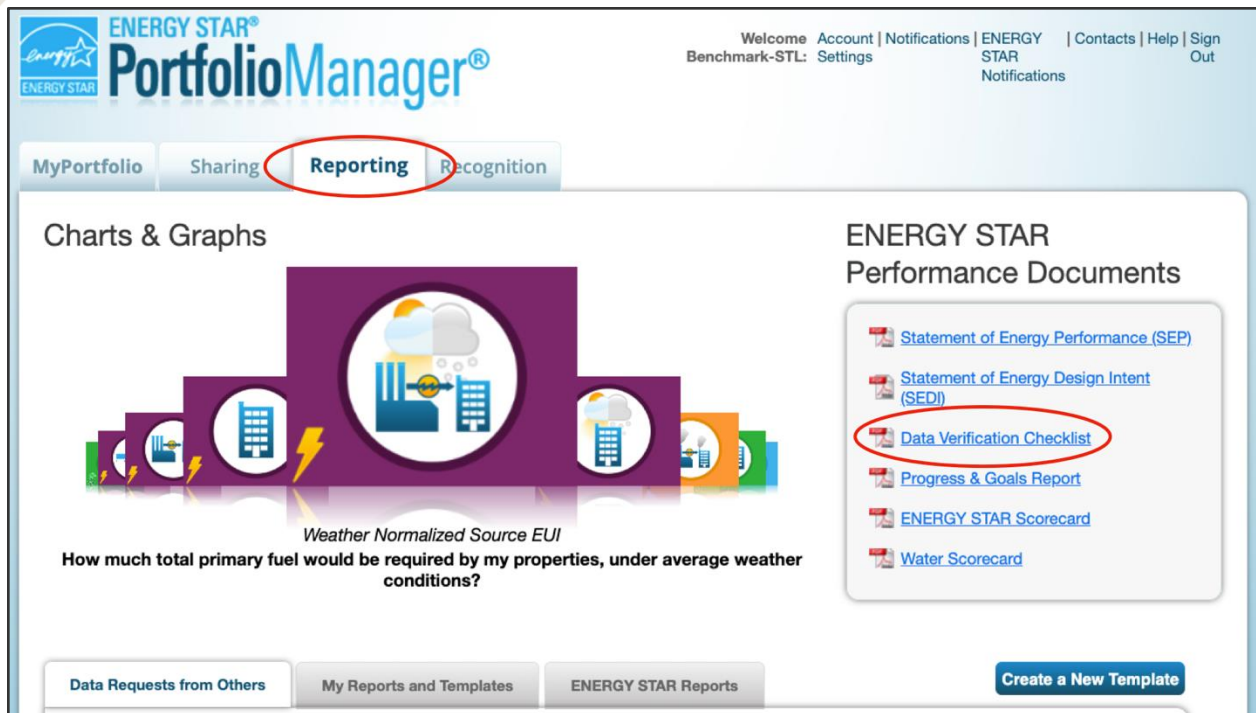 ENERGY STAR®
PortfolioManager®
energy
ENERGY STAR
Welcome Benchmark-STL:
Account Settings | Notifications | ENERGY STAR Notifications | Contacts | Help | Sign Out
MyPortfolio
Sharing
Reporting
Recognition
Charts & Graphs
Weather Normalized Source EUI
How much total primary fuel would be required by my properties, under average weather
conditions?
ENERGY STAR
Performance Documents
Statement of Energy Performance (SEP)
Statement of Energy Design Intent
(SEDI)
Data Verification Checklist
Progress & Goals Report
ENERGY STAR Scorecard
Water Scorecard
Data Requests from Others
My Reports and Templates
ENERGY STAR Reports
Create a New Template